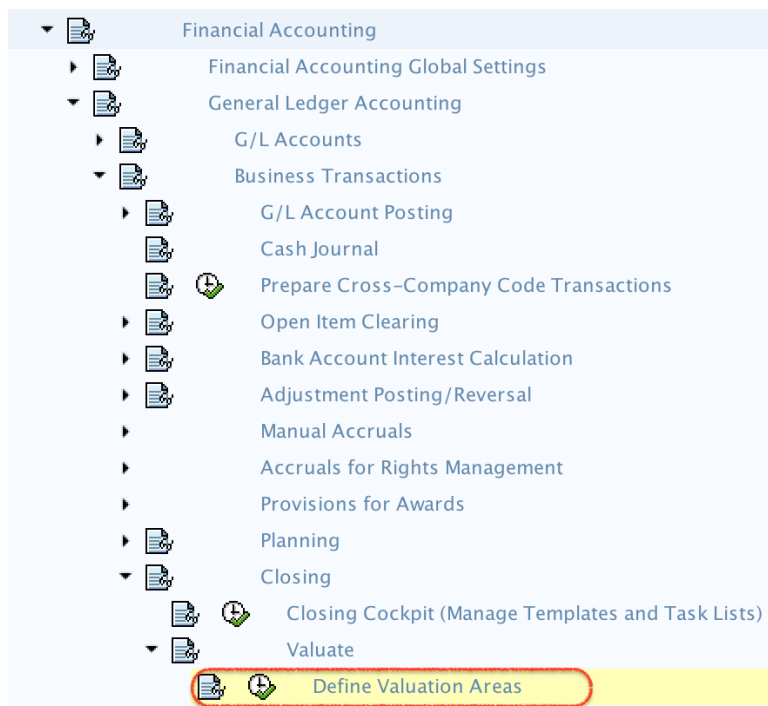 Financial Accounting
Financial Accounting Global Settings
General Ledger Accounting
G/L Accounts
Business Transactions
G/L Account Posting
Cash Journal
Prepare Cross-Company Code Transactions
Open Item Clearing
Bank Account Interest Calculation
Adjustment Posting/Reversal
Manual Accruals
Accruals for Rights Management
Provisions for Awards
Planning
Closing
Closing Cockpit (Manage Templates and Task Lists)
Valuate
Define Valuation Areas